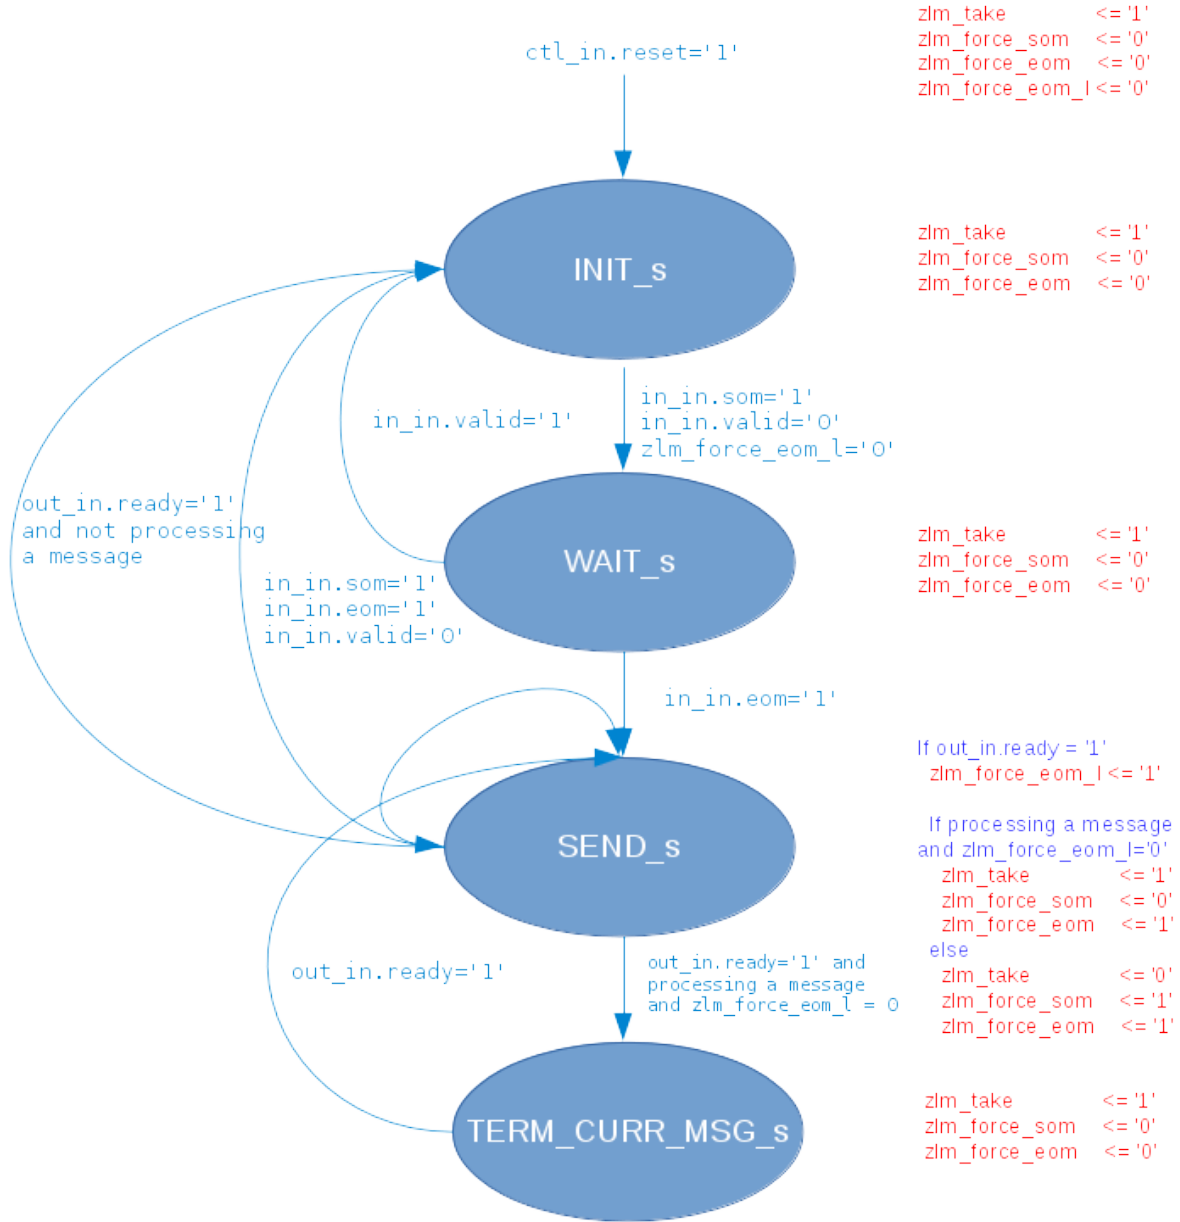 zlm_take <= '1'
zlm_force_som <= '0'
zlm_force_eom <= '0'
zlm_force_eom_l <= '0'
ctl_in.reset='1'
INIT_s
zlm_take <= '1'
zlm_force_som <= '0'
zlm_force_eom <= '0'
in_in.valid='1'
in_in.som='1'
in_in.valid='0'
zlm_force_eom_l='0'
out_in.ready='1'
and not processing
a message
WAIT_s
zlm_take <= '1'
zlm_force_som <= '0'
zlm_force_eom <= '0'
in_in.som='1'
in_in.eom='1'
in_in.valid='0'
in_in.eom='1'
SEND_s
If out_in.ready = '1'
zlm_force_eom_l <= '1'
If processing a message
and zlm_force_eom_l='0'
zlm_take <= '1'
zlm_force_som <= '0'
zlm_force_eom <= '1'
else
zlm_take <= '0'
zlm_force_som <= '1'
zlm_force_eom <= '1'
out_in.ready='1'
out_in.ready='1' and
processing a message
and zlm_force_eom_l = 0
TERM_CURR_MSG_s
zlm_take <= '1'
zlm_force_som <= '0'
zlm_force_eom <= '0'